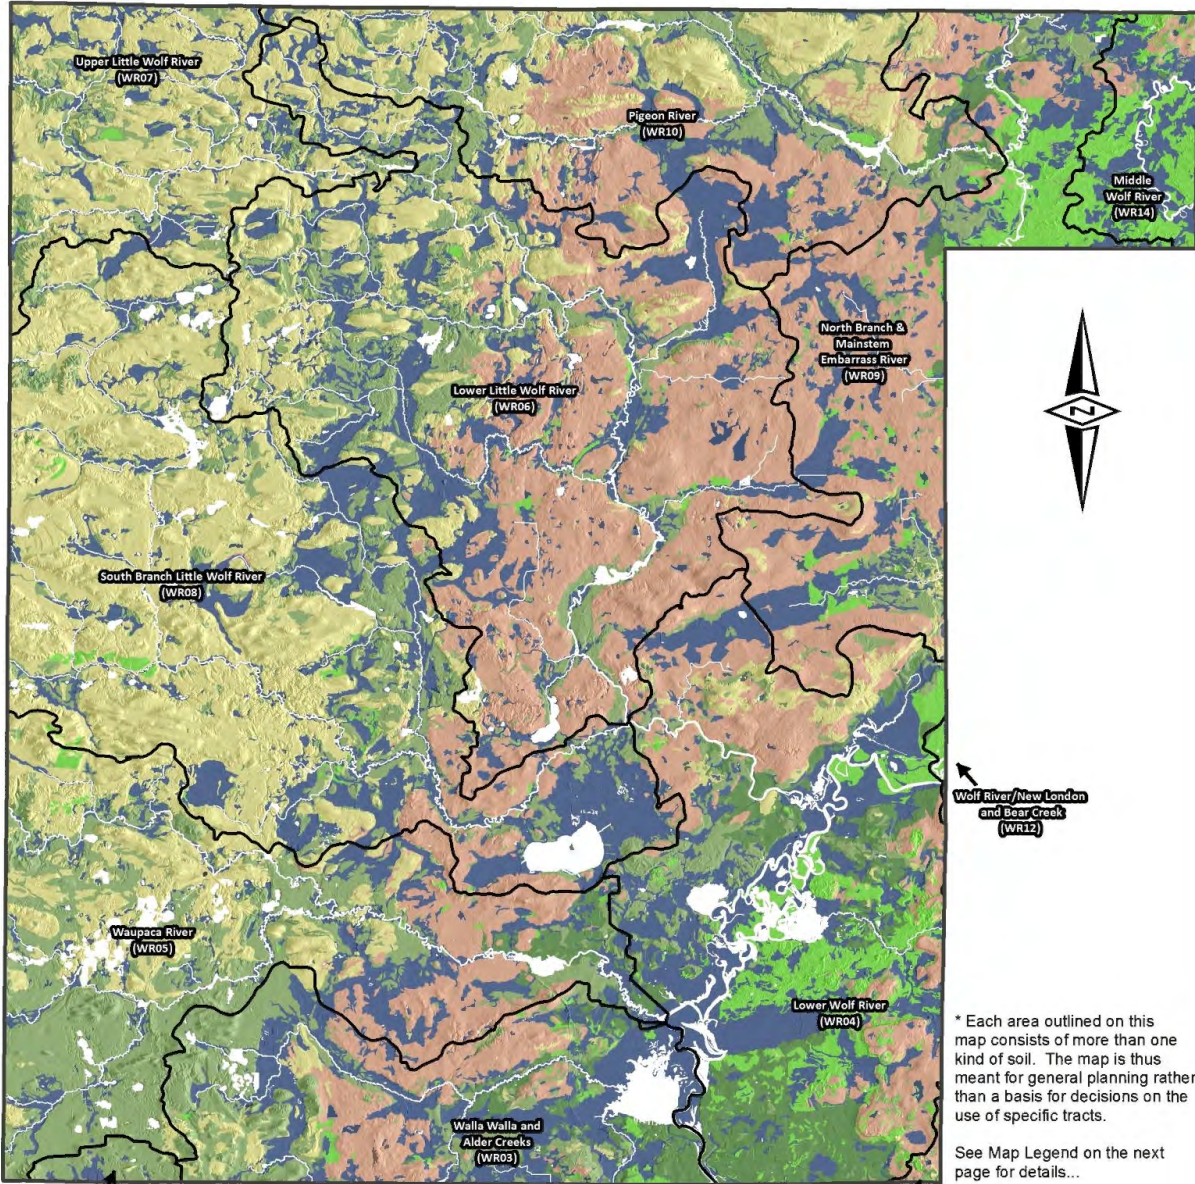 Upper Little Wolf River
(WR07)
Pigeon River
(WR10)
Middle
Wolf River
(WR14)
North Branch &
Mainstem
Embarrass River
(WR09)
Lower Little Wolf River
(WR06)
N
South Branch Little Wolf River
(WR08)
Wolf River/New London
and Bear Creek
(WR12)
Waupaca River
(WR05)
Lower Wolf River
(WR04)
Walla Walla and
Alder Creeks
(WR03)
* Each area outlined on this
map consists of more than one
kind of soil. The map is thus
meant for general planning rather
than a basis for decisions on the
use of specific tracts.
See Map Legend on the next
page for details...